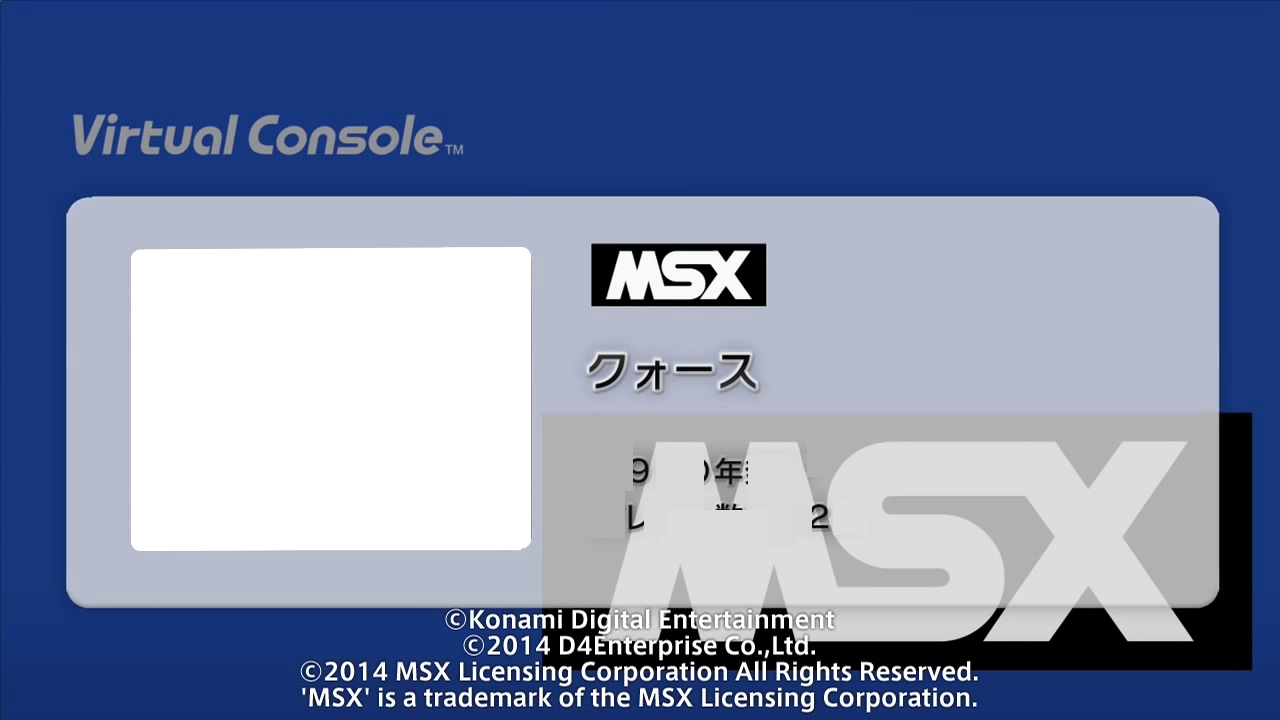 Virtual Console™
MSX
クォース
MSX
©Konami Digital Entertainment
©2014 D4Enterprise Co.,Ltd.
©2014 MSX Licensing Corporation All Rights Reserved.
'MSX' is a trademark of the MSX Licensing Corporation.